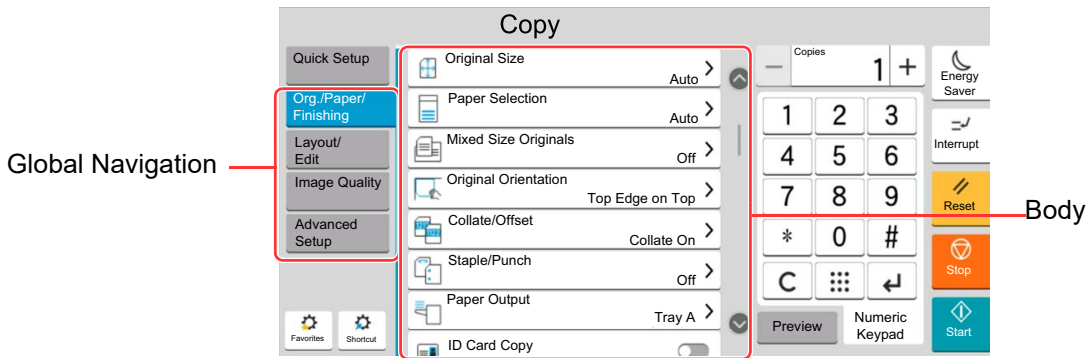 Copy
Global Navigation
Quick Setup
Org./Paper/
Finishing
Layout/
Edit
Image Quality
Advanced
Setup
Favorites
Shortcut
Original Size
Auto
Paper Selection
Auto
Mixed Size Originals
Off
Original Orientation
Top Edge on Top
Collate/Offset
Collate On
Staple/Punch
Off
Paper Output
Tray A
ID Card Copy
Copies
− 1 +
1 2 3
4 5 6
7 8 9
* 0 #
C
Preview
Numeric
Keypad
Energy
Saver
Interrupt
Reset
Stop
Start
Body